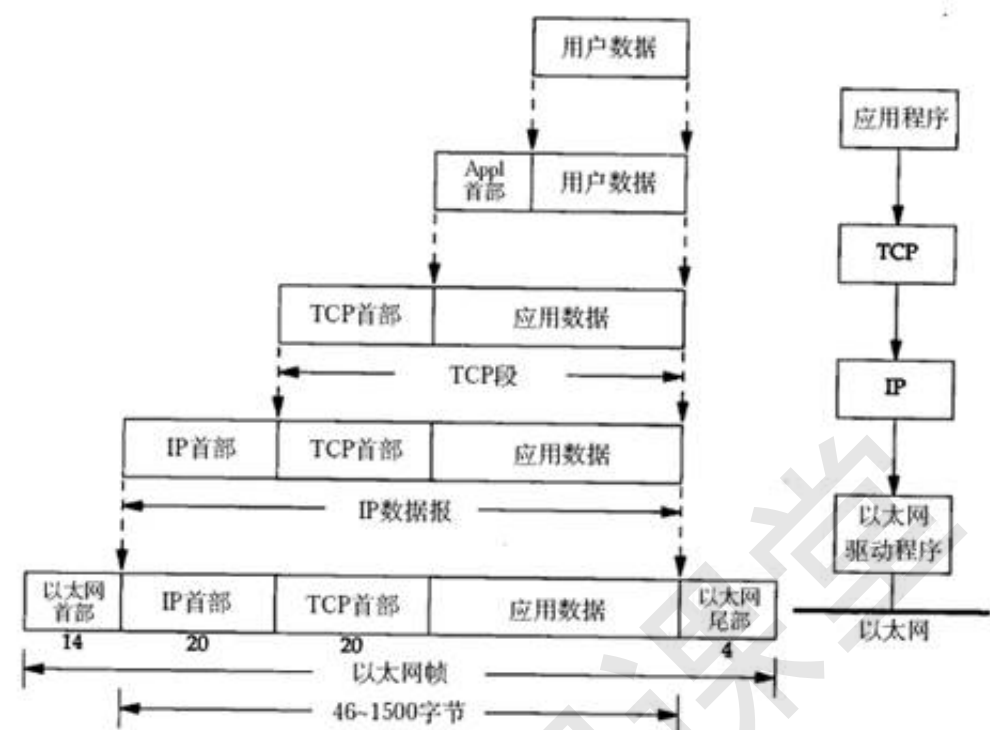 用户数据
应用程序
Appl
首部
用户数据
TCP
TCP首部
应用数据
TCP段
IP
IP首部
TCP首部
应用数据
IP数据报
以太网
驱动程序
以太网
首部
IP首部
TCP首部
应用数据
以太网
尾部
以太网
14
20
20
4
以太网帧
46~1500字节
课堂